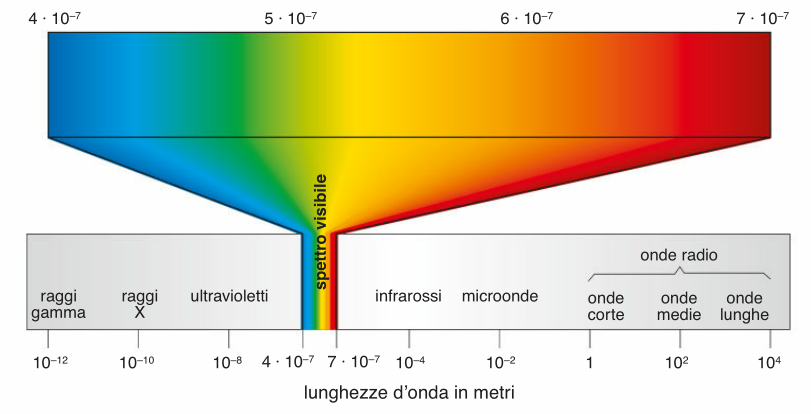 4 · 10⁻⁷ 5 · 10⁻⁷ 6 · 10⁻⁷ 7 · 10⁻⁷
spettro visibile
onde radio
raggi gamma
raggi X
ultravioletti
infrarossi
microonde
onde corte
onde medie
onde lunghe
10⁻¹² 10⁻¹⁰ 10⁻⁸ 4 · 10⁻⁷ 7 · 10⁻⁷ 10⁻⁴ 10⁻² 1 10² 10⁴
lunghezze d'onda in metri